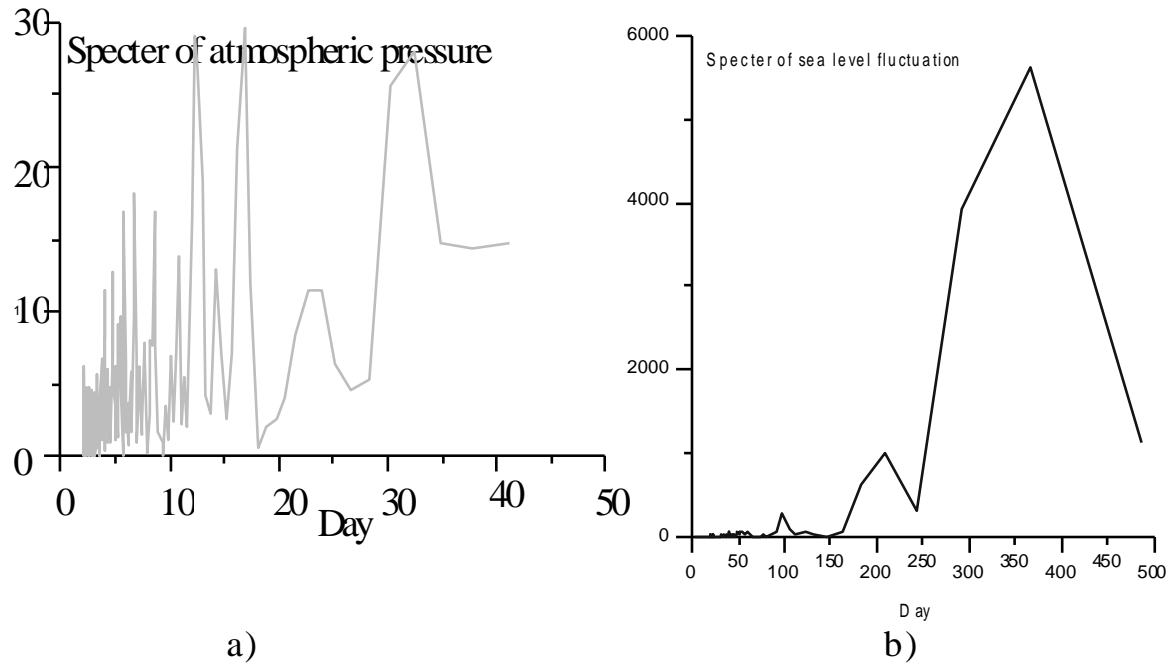 Specter of atmospheric pressure
30
20
10
0
0 10 20 30 40 50
Day
a)
Specter of sea level fluctuation
6000
4000
2000
0
0 50 100 150 200 250 300 350 400 450 500
Day
b)